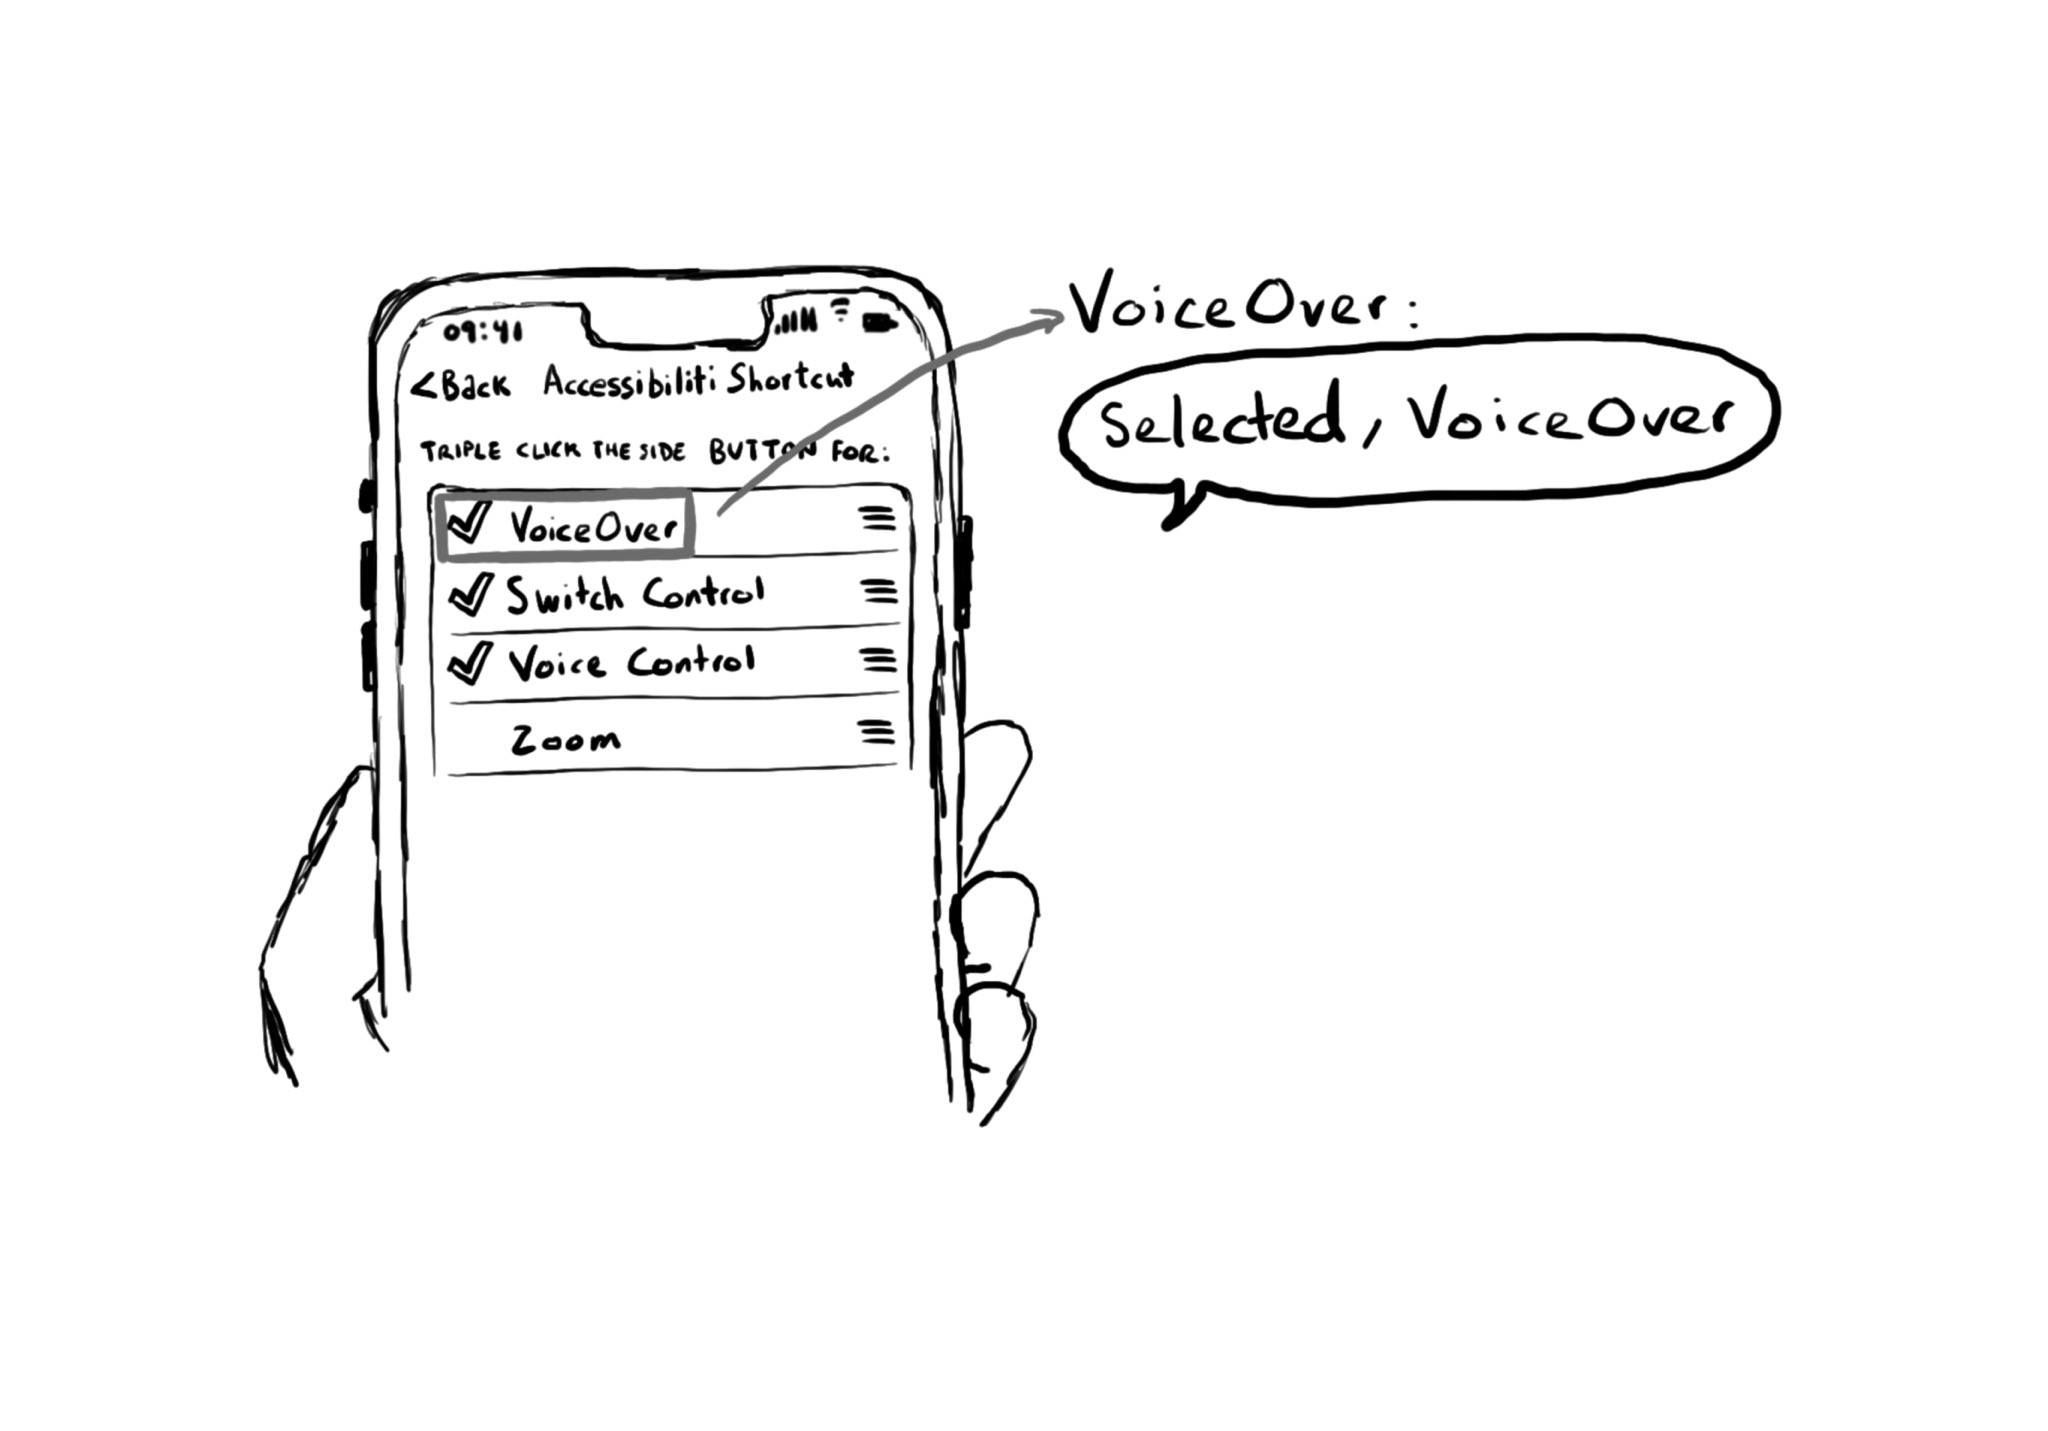 09:41
<Back Accessibiliti Shortcut
TRIPLE CLICK THE SIDE BUTTON FOR:
VoiceOver
Switch Control
Voice Control
Zoom
VoiceOver:
Selected, VoiceOver